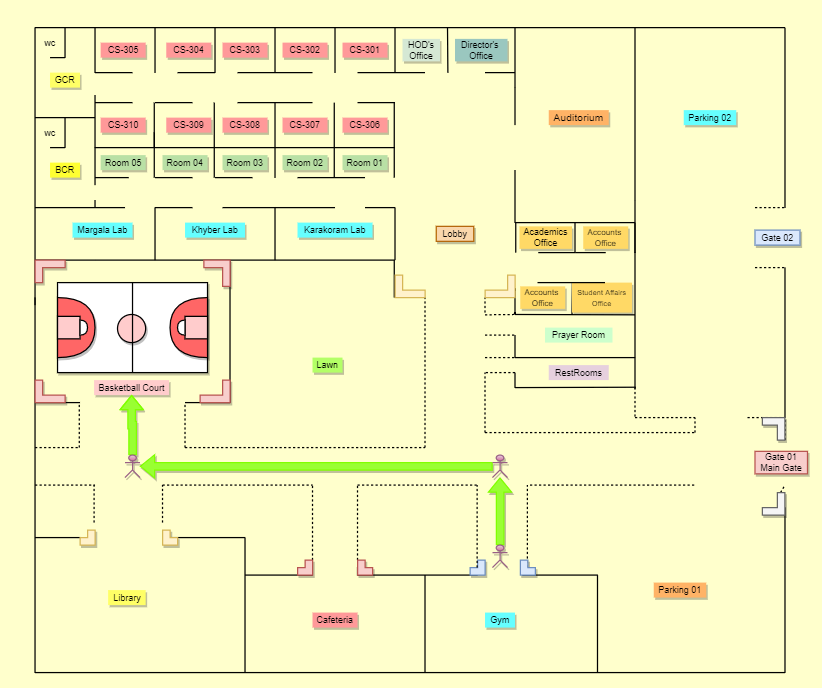 wc
CS-305
CS-304
CS-303
CS-302
CS-301
HOD's
Office
Director's
Office
GCR
CS-310
CS-309
CS-308
CS-307
CS-306
Auditorium
Parking 02
wc
BCR
Room 05
Room 04
Room 03
Room 02
Room 01
Margala Lab
Khyber Lab
Karakoram Lab
Lobby
Academics
Office
Accounts
Office
Gate 02
Accounts
Office
Student Affairs
Office
Prayer Room
Lawn
RestRooms
Basketball Court
Gate 01
Main Gate
Library
Cafeteria
Gym
Parking 01